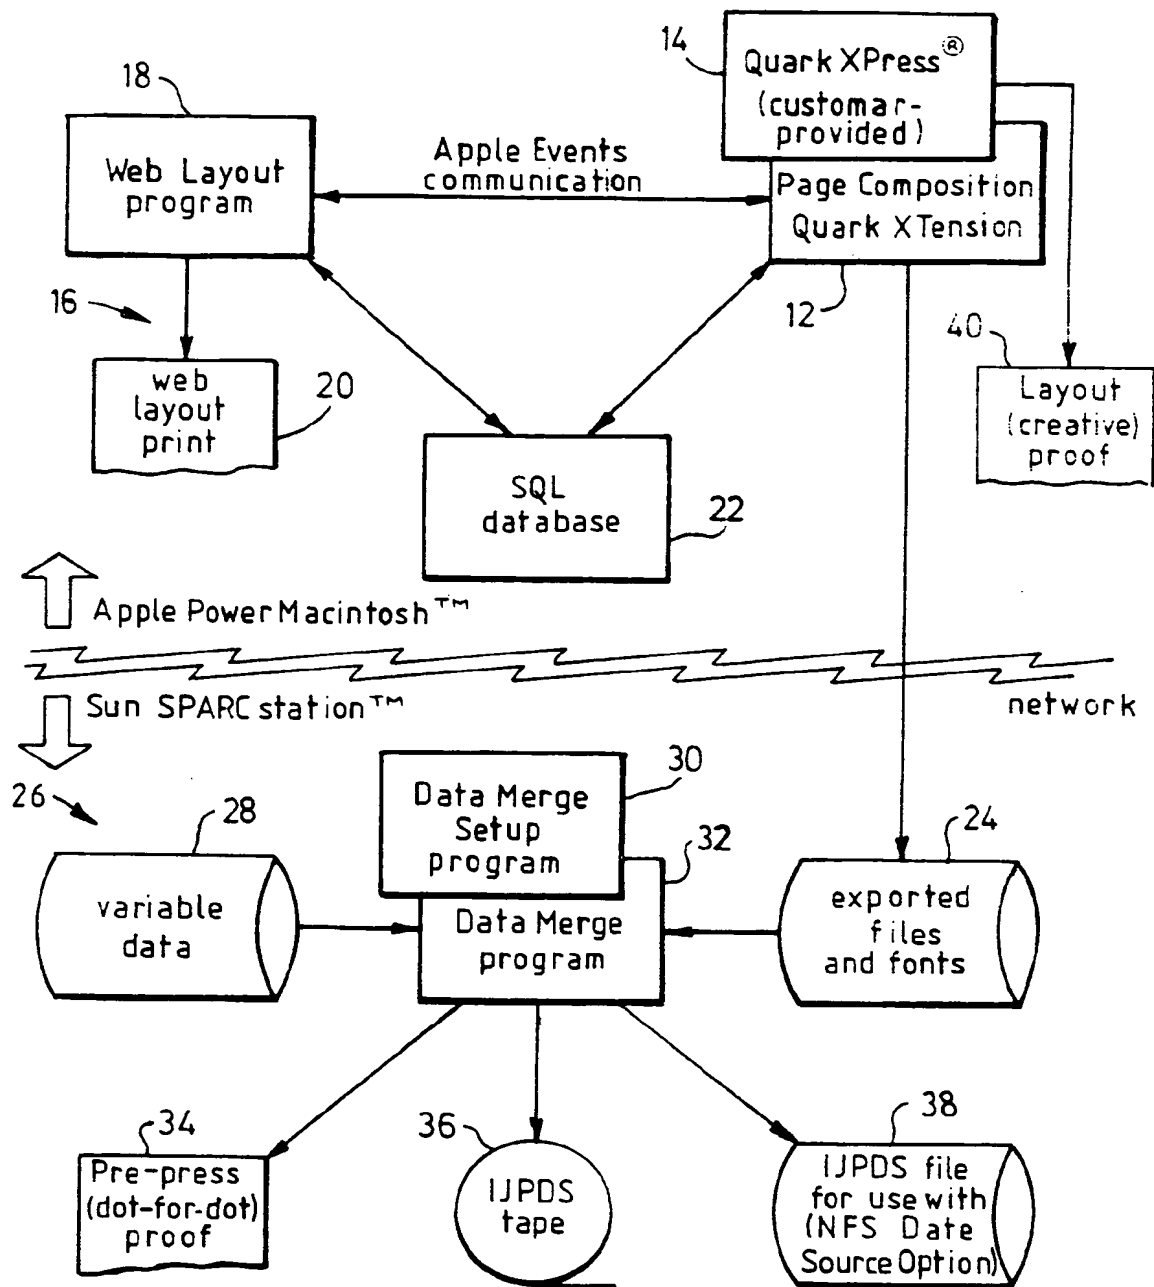 18
Web Layout
program
Apple Events
communication
14
Quark XPress®
(customar-
provided)
Page Composition
Quark XTension
12
16
web
layout
print
20
40
Layout
(creative)
proof
SQL
database
22
Apple Power Macintosh™
Sun SPARC station™
network
26
28
variable
data
30
Data Merge
Setup
program
32
Data Merge
program
24
exported
files
and fonts
34
Pre-press
(dot-for-dot)
proof
36
IJPDS
tape
38
IJPDS file
for use with
(NFS Date
Source Option)